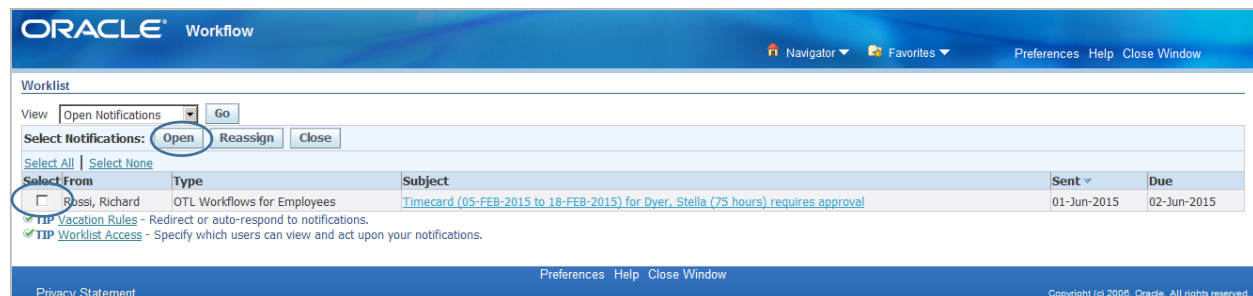 ORACLE® Workflow
Navigator Favorites Preferences Help Close Window
Worklist
View Open Notifications Go
Select Notifications: Open Reassign Close
Select All | Select None
Select From Type Subject Sent Due
Rossi, Richard OTL Workflows for Employees Timecard (05-FEB-2015 to 18-FEB-2015) for Dyer, Stella (75 hours) requires approval 01-Jun-2015 02-Jun-2015
TIP Vacation Rules - Redirect or auto-respond to notifications.
TIP Worklist Access - Specify which users can view and act upon your notifications.
Preferences Help Close Window
Privacy Statement Copyright (c) 2006, Oracle. All rights reserved